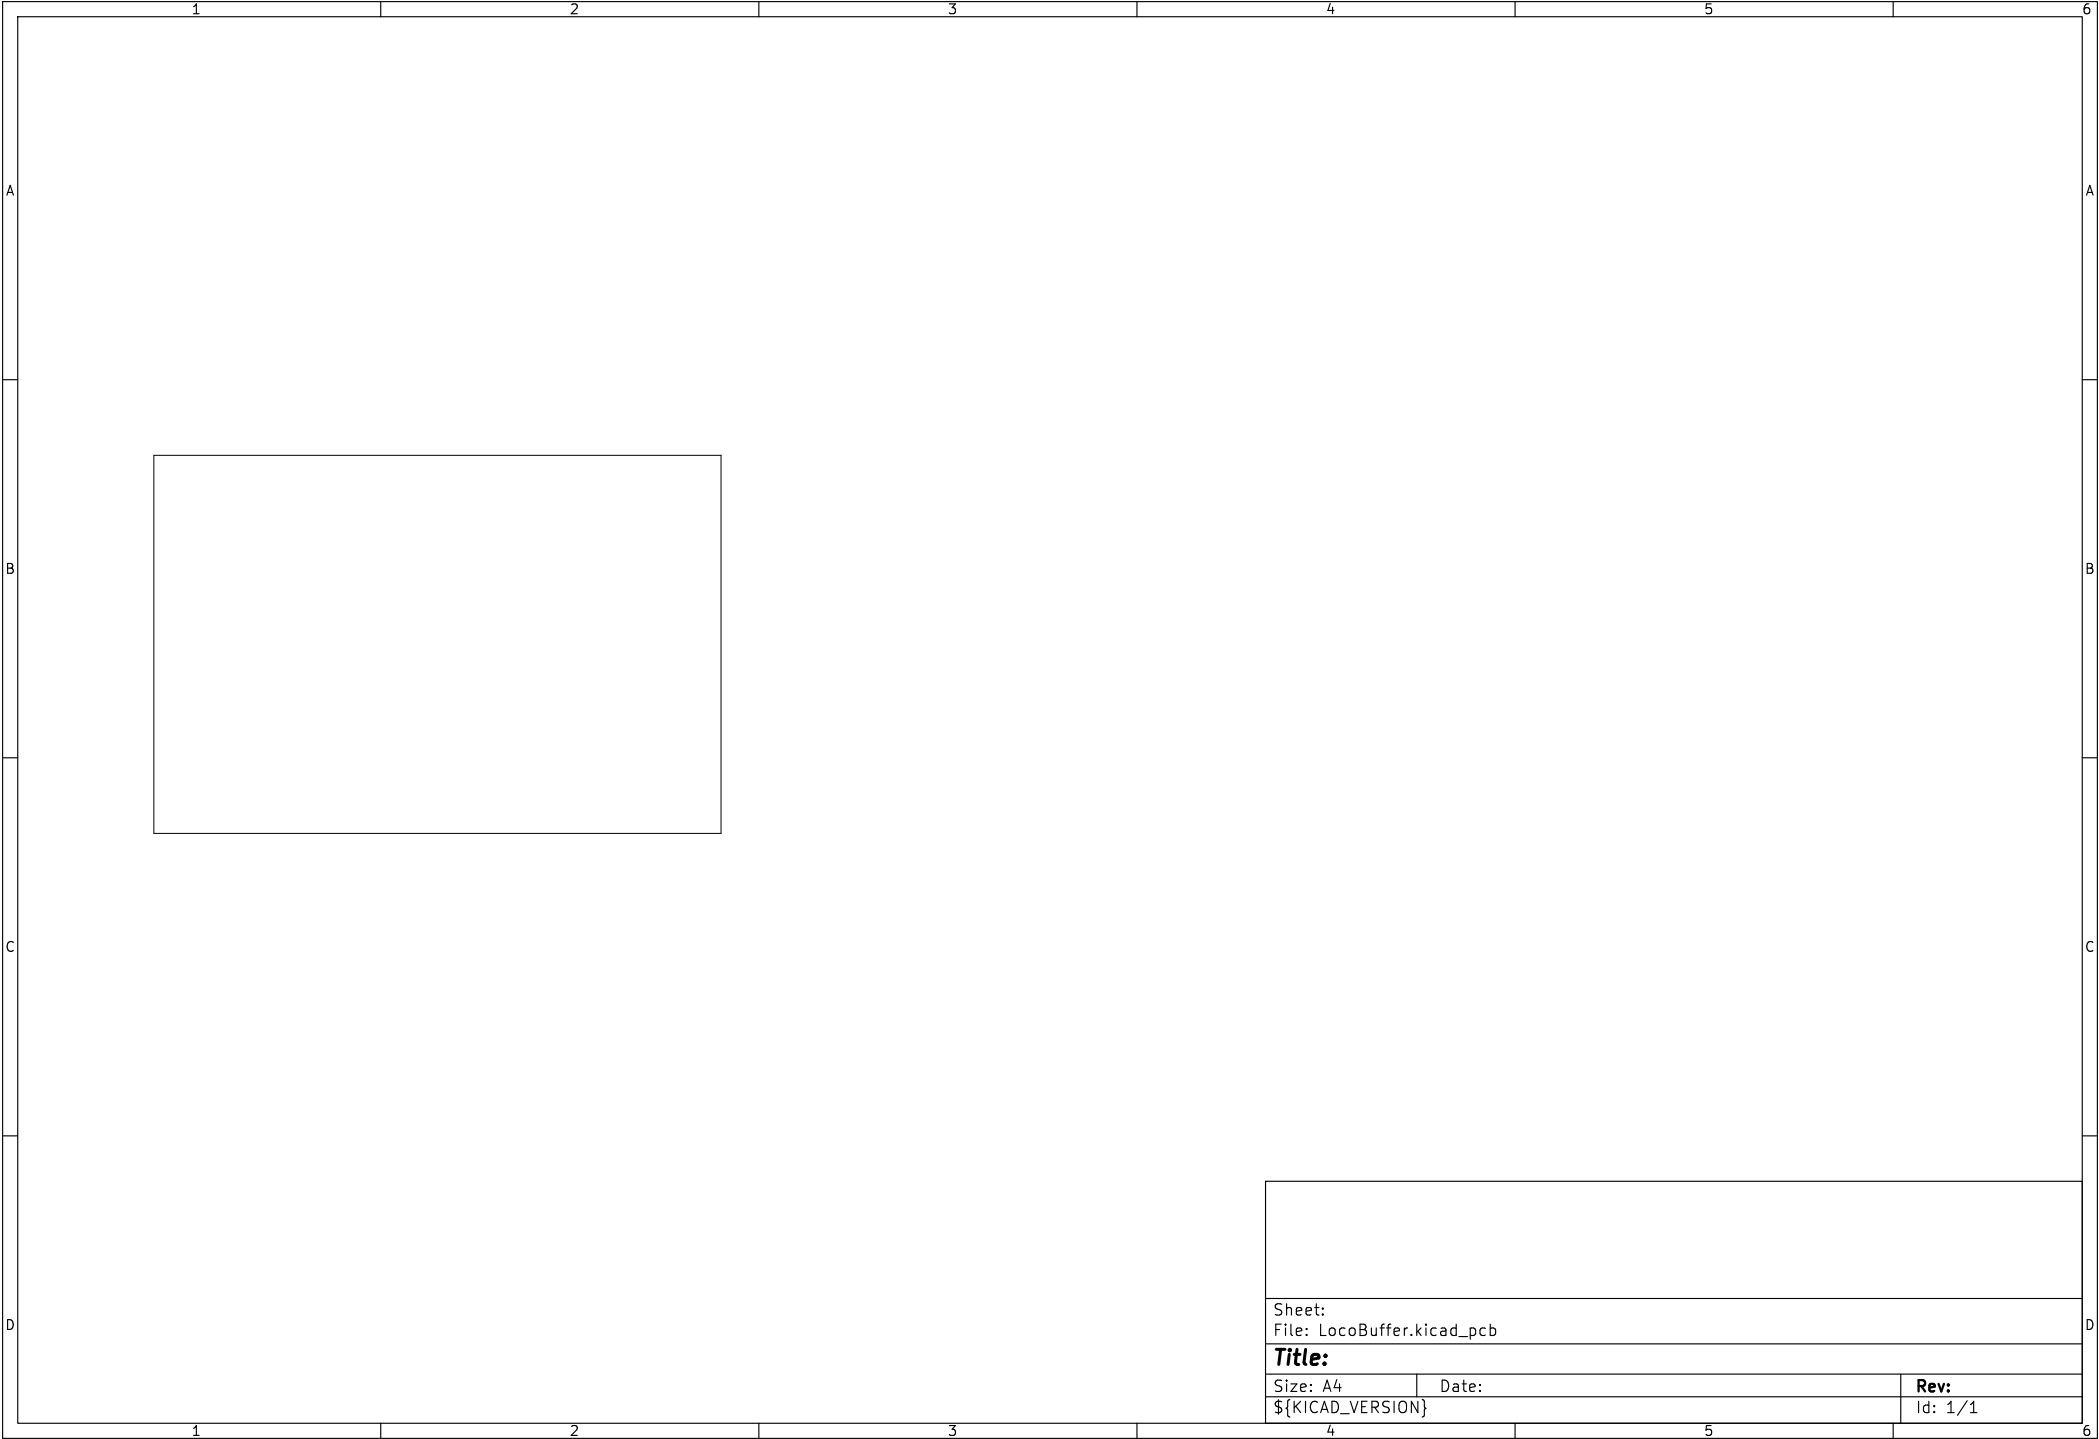 1 2 3 4 5 6
A A
B B
C C
D D
Sheet:
File: LocoBuffer.kicad_pcb
Title:
Size: A4 Date: Rev:
${KICAD_VERSION} Id: 1/1
1 2 3 4 5 6